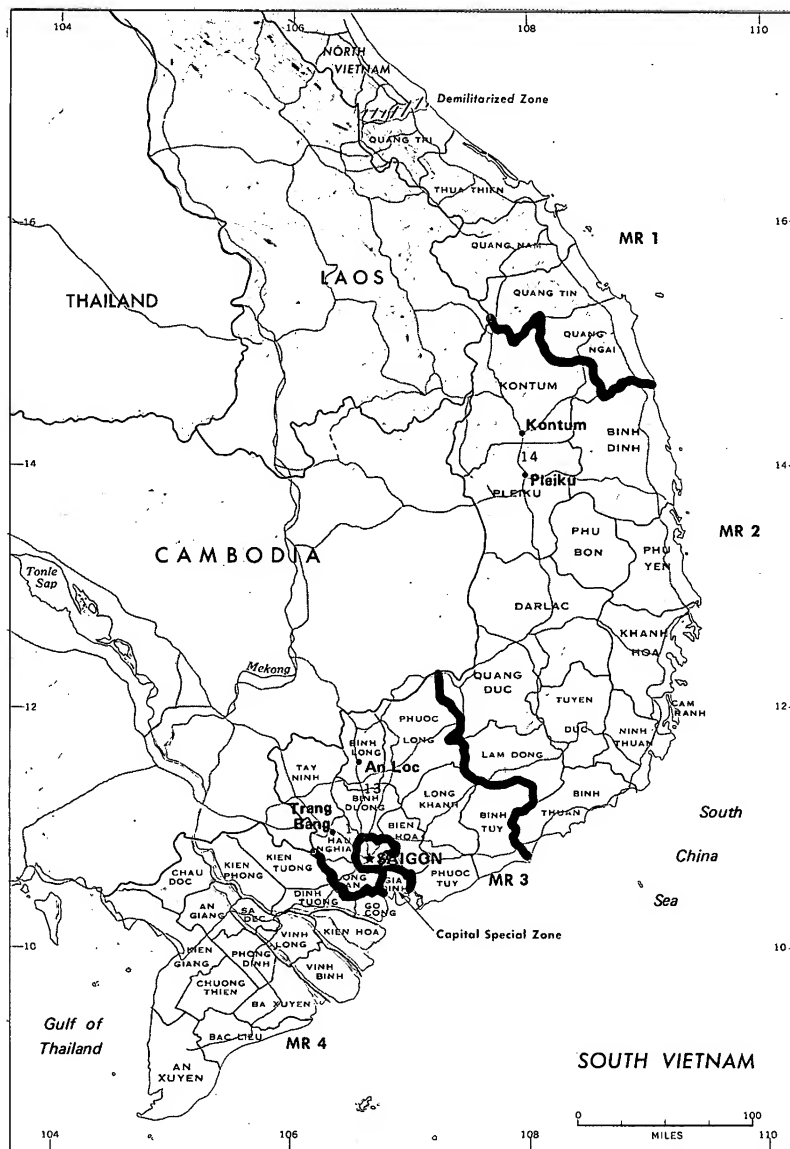 104
106
108
110
NORTH
VIETNAM
Demilitarized Zone
QUANG TRI
THUA THIEN
16
16
MR 1
QUANG NAM
LAOS
THAILAND
QUANG TIN
QUANG
NGAI
KONTUM
Kontum
BINH
DINH
14
14
14
Pleiku
PLEIKU
PHU
BON
PHU
YEN
MR 2
CAMBODIA
Tonle
Sap
DARLAC
KHANH
HOA
Mekong
QUANG
DUC
12
12
TUYEN
DUC
CAM
RANH
NINH
THUAN
PHUOC
LONG
BINH
LONG
An Loc
LAM DONG
TAY
NINH
13
BINH
DUONG
LONG
KHANH
BINH
THUAN
BINH
TUY
Trang
Bang
1
HAU
NGHIA
BIEN
HOA
SAIGON
South
China
Sea
PHUOC
TUY
MR 3
CHAU
DOC
KIEN
PHONG
KIEN
TUONG
LONG
AN
GIA
DINH
DINH
TUONG
GO
CONG
Capital Special Zone
AN
GIANG
SA
DEC
VINH
LONG
KIEN HOA
10
10
KIEN
GIANG
PHONG
DINH
VINH
BINH
CHUONG
THIEN
BA XUYEN
Gulf of
Thailand
BAC LIEU
MR 4
AN
XUYEN
SOUTH VIETNAM
0
100
MILES
104
106
108
110